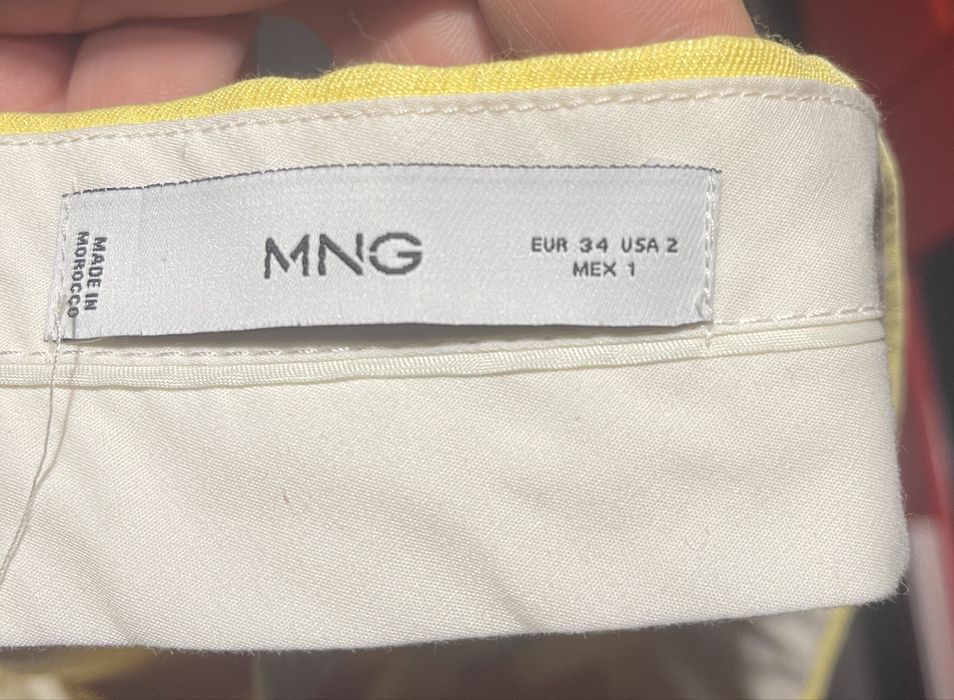 MADE IN
MOROCCO
MNG
EUR 34 USA 2
MEX 1